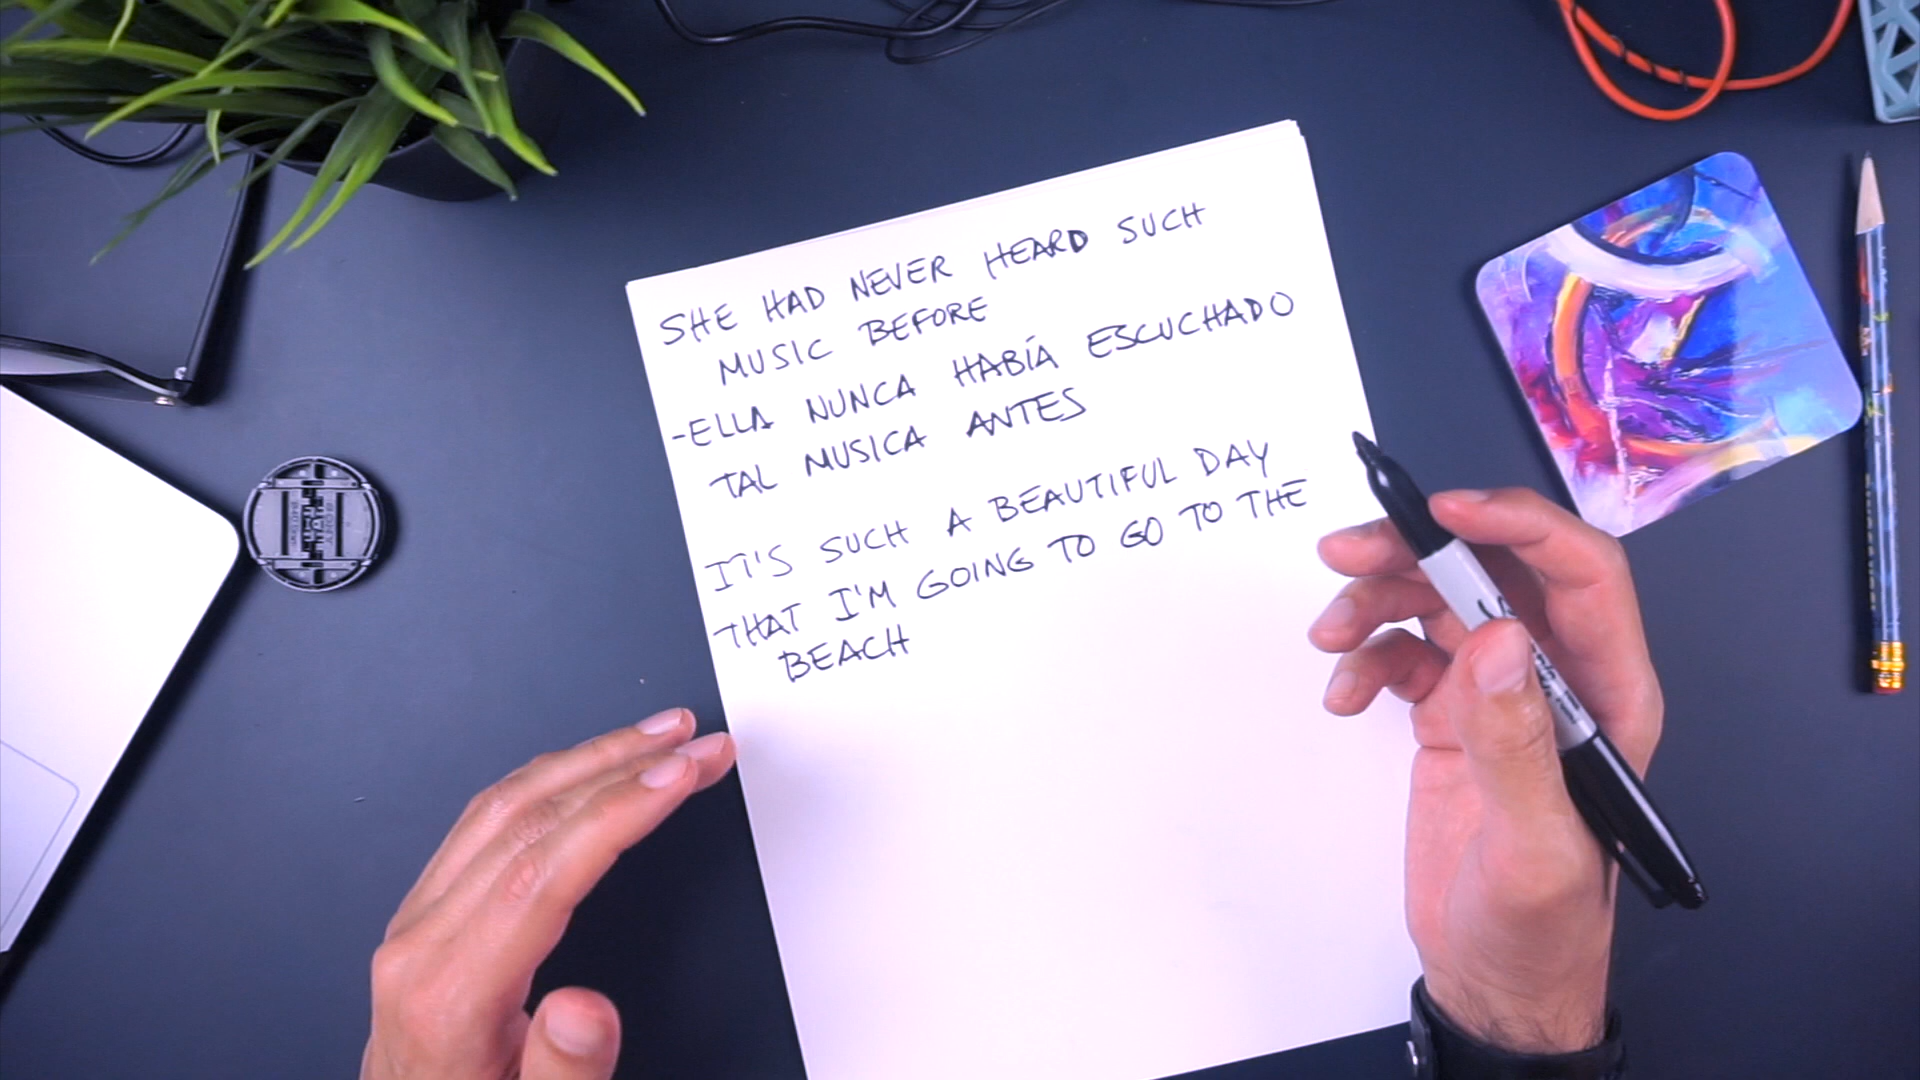 SHE HAD NEVER HEARD SUCH
MUSIC BEFORE
-ELLA NUNCA HABÍA ESCUCHADO
TAL MUSICA ANTES
IT'S SUCH A BEAUTIFUL DAY
THAT I'M GOING TO GO TO THE
BEACH